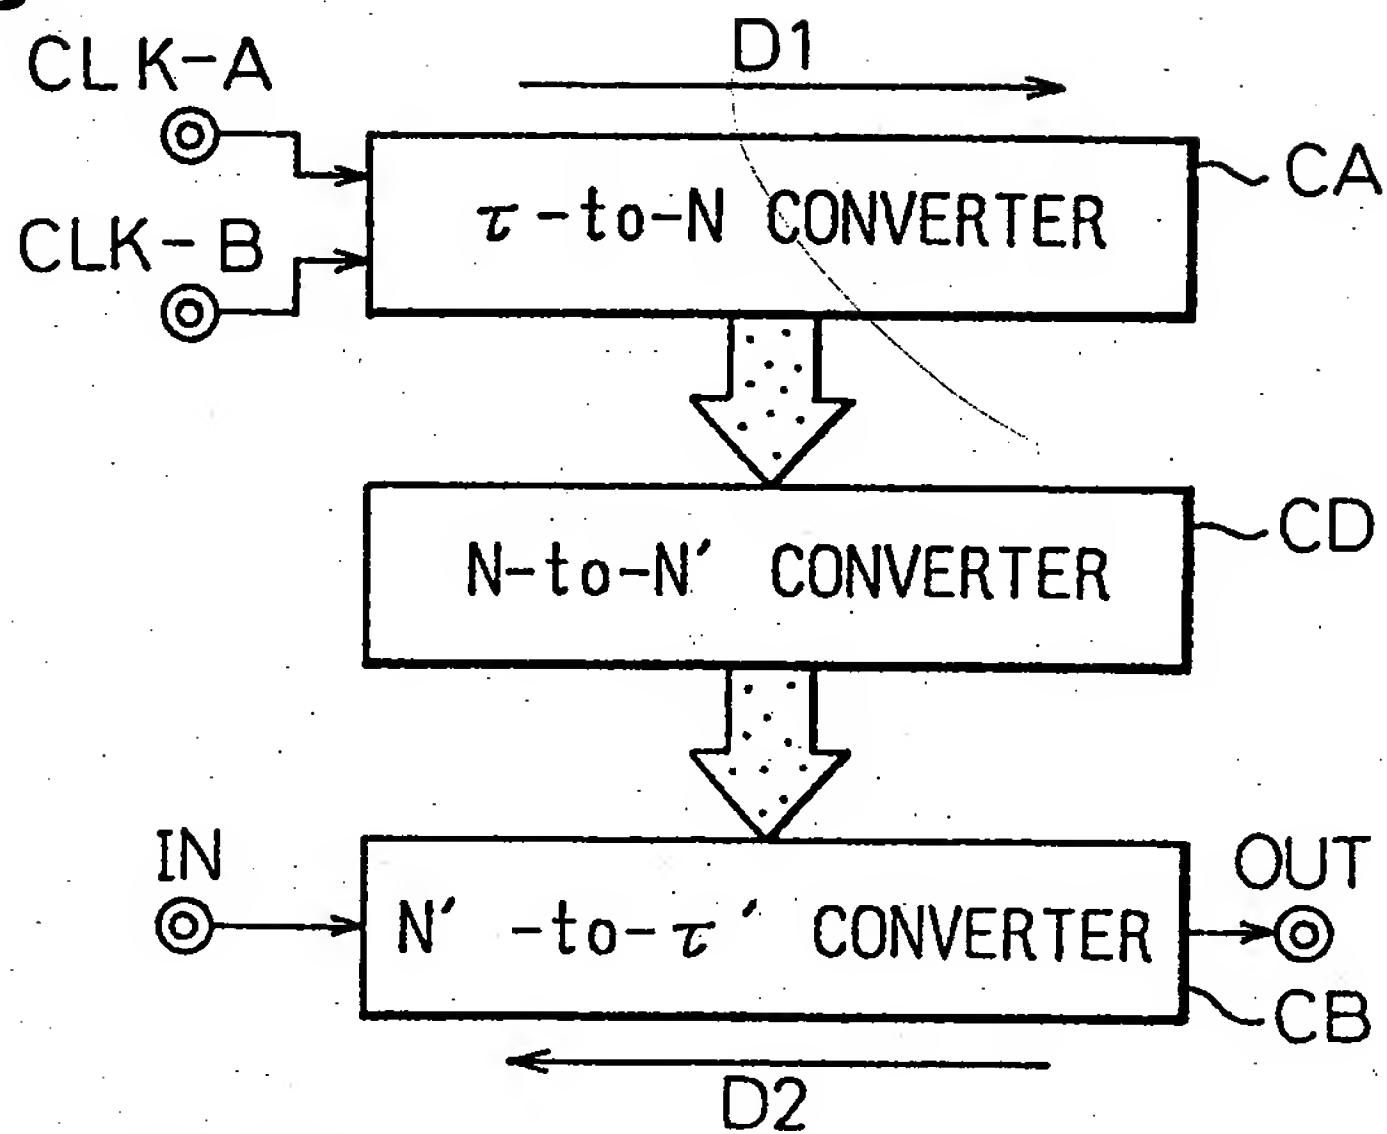 D1
CLK-A
CLK-B
τ-to-N CONVERTER
CA
N-to-N′ CONVERTER
CD
IN
N′ -to-τ′ CONVERTER
OUT
CB
D2